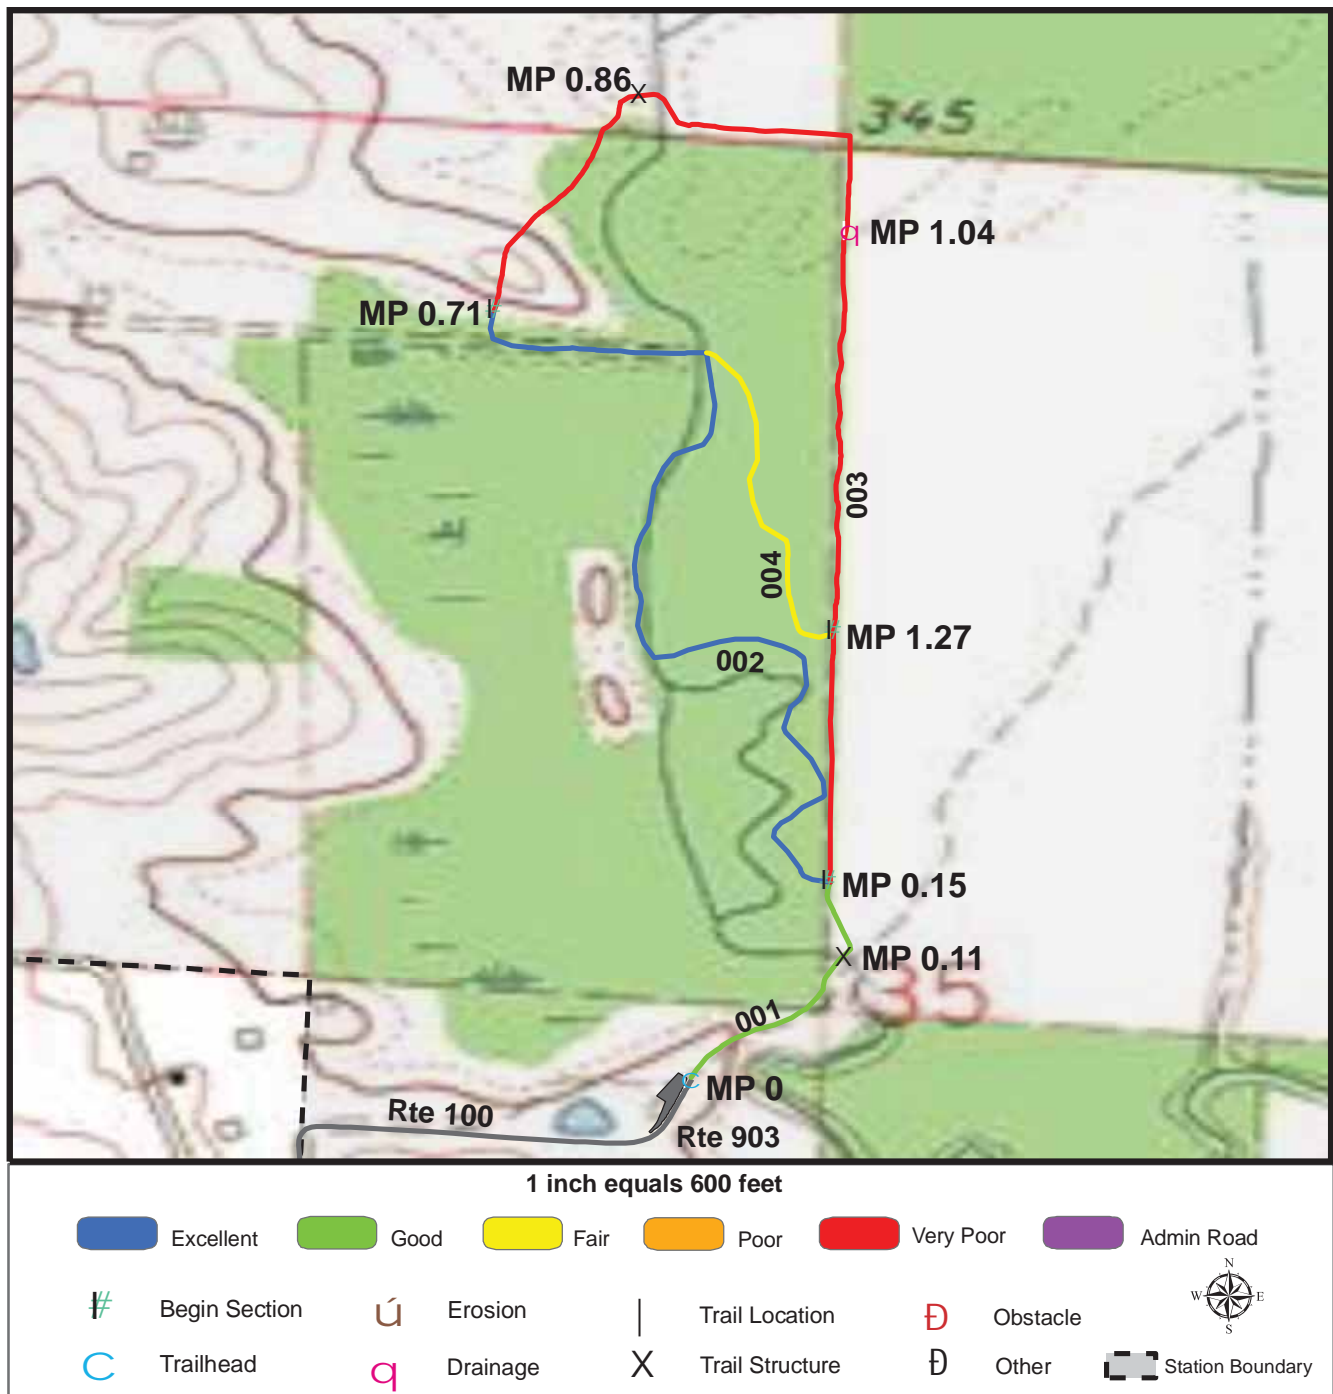 MP 0.86
345
MP 1.04
MP 0.71
003
004
MP 1.27
002
MP 0.15
MP 0.11
35
001
MP 0
Rte 100
Rte 903
1 inch equals 600 feet
Excellent Good Fair Poor Very Poor Admin Road
N
W E
S
# Begin Section ú Erosion | Trail Location Đ Obstacle
C Trailhead q Drainage X Trail Structure Đ Other Station Boundary